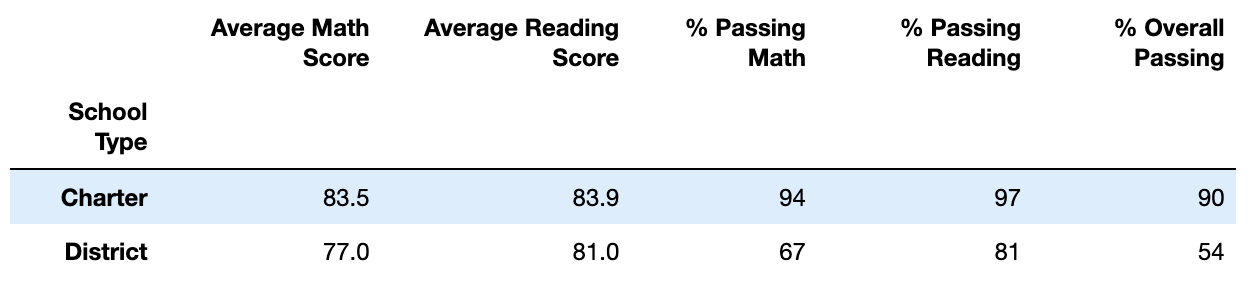 Average Math Average Reading % Passing % Passing % Overall
Score Score Math Reading Passing
School
Type
Charter 83.5 83.9 94 97 90
District 77.0 81.0 67 81 54